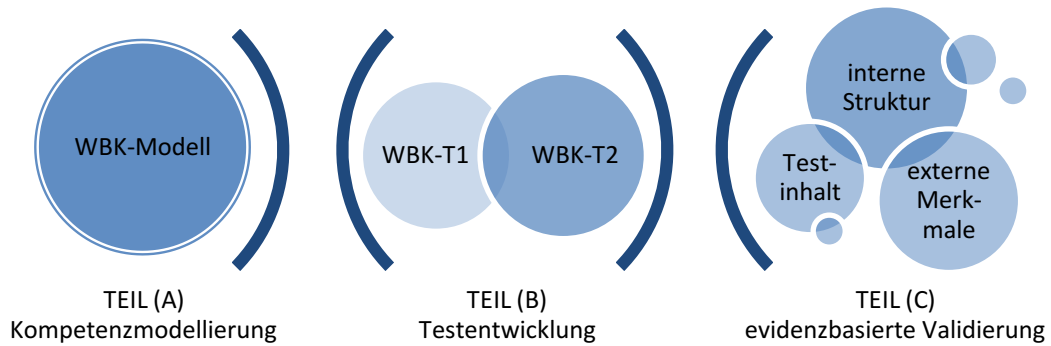 WBK-Modell
TEIL (A)
Kompetenzmodellierung
WBK-T1
WBK-T2
TEIL (B)
Testentwicklung
interne
Struktur
Test-
inhalt
externe
Merk-
male
TEIL (C)
evidenzbasierte Validierung